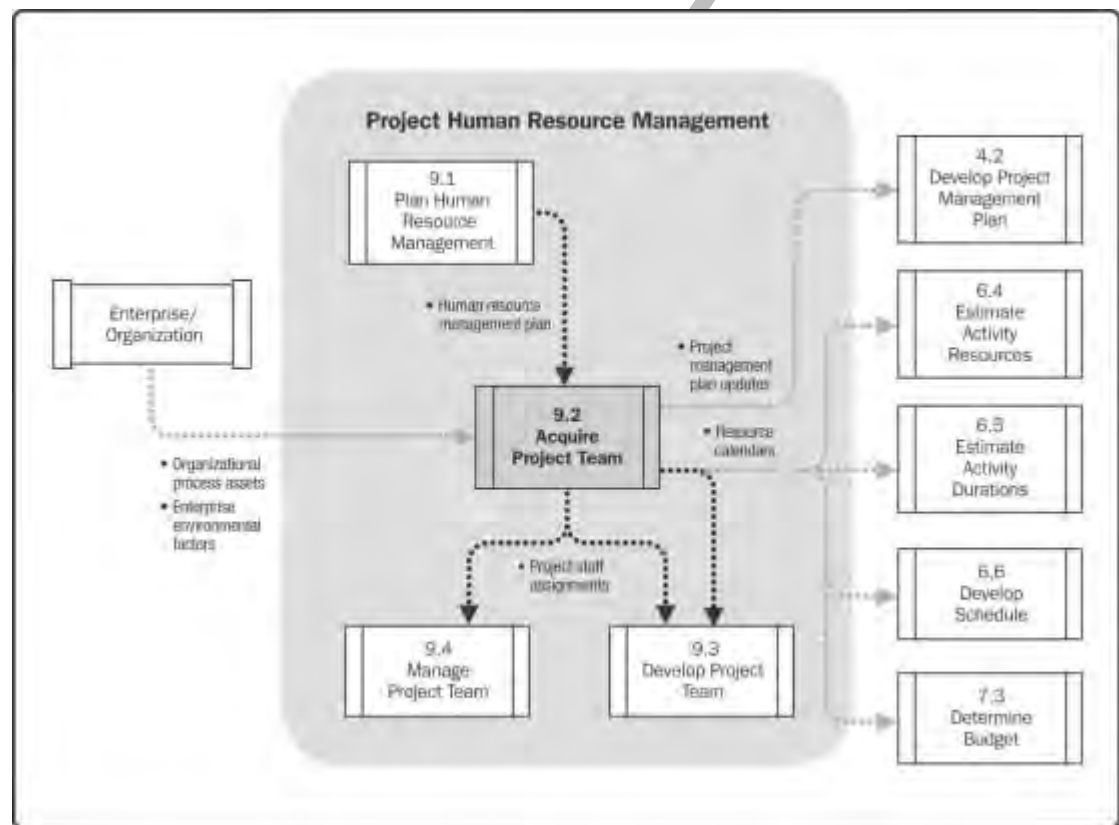 Project Human Resource Management
9.1
Plan Human
Resource
Management
4.2
Develop Project
Management
Plan
Enterprise/
Organization
• Human resource
management plan
6.4
Estimate
Activity
Resources
• Project
management
plan updates
9.2
Acquire
Project Team
• Resource
calendars
6.5
Estimate
Activity
Durations
• Organizational
process assets
• Enterprise
environmental
factors
• Project staff
assignments
6.6
Develop
Schedule
9.4
Manage
Project Team
9.3
Develop Project
Team
7.3
Determine
Budget